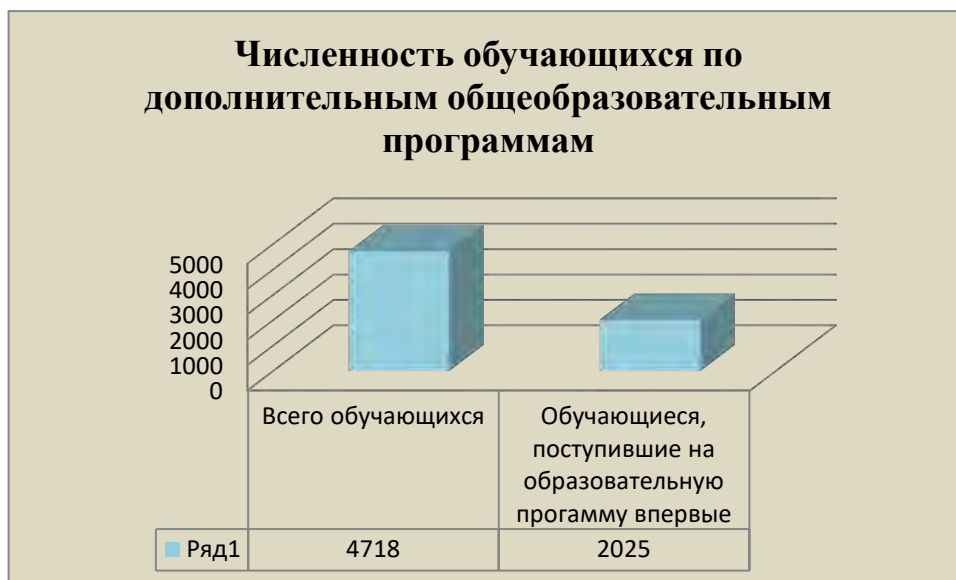 Численность обучающихся по
дополнительным общеобразовательным
программам
5000
4000
3000
2000
1000
0
Всего обучающихся
Обучающиеся,
поступившие на
образовательную
прогамму впервые
Ряд1
4718
2025